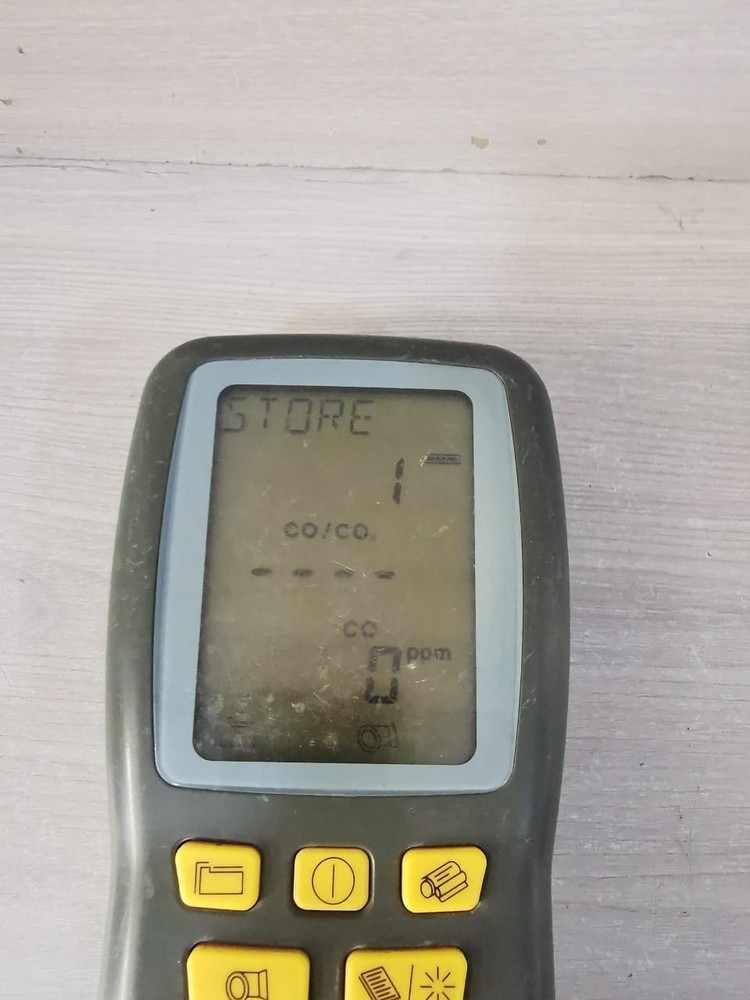 STORE
1
CO/CO₂
----
CO
0 ppm